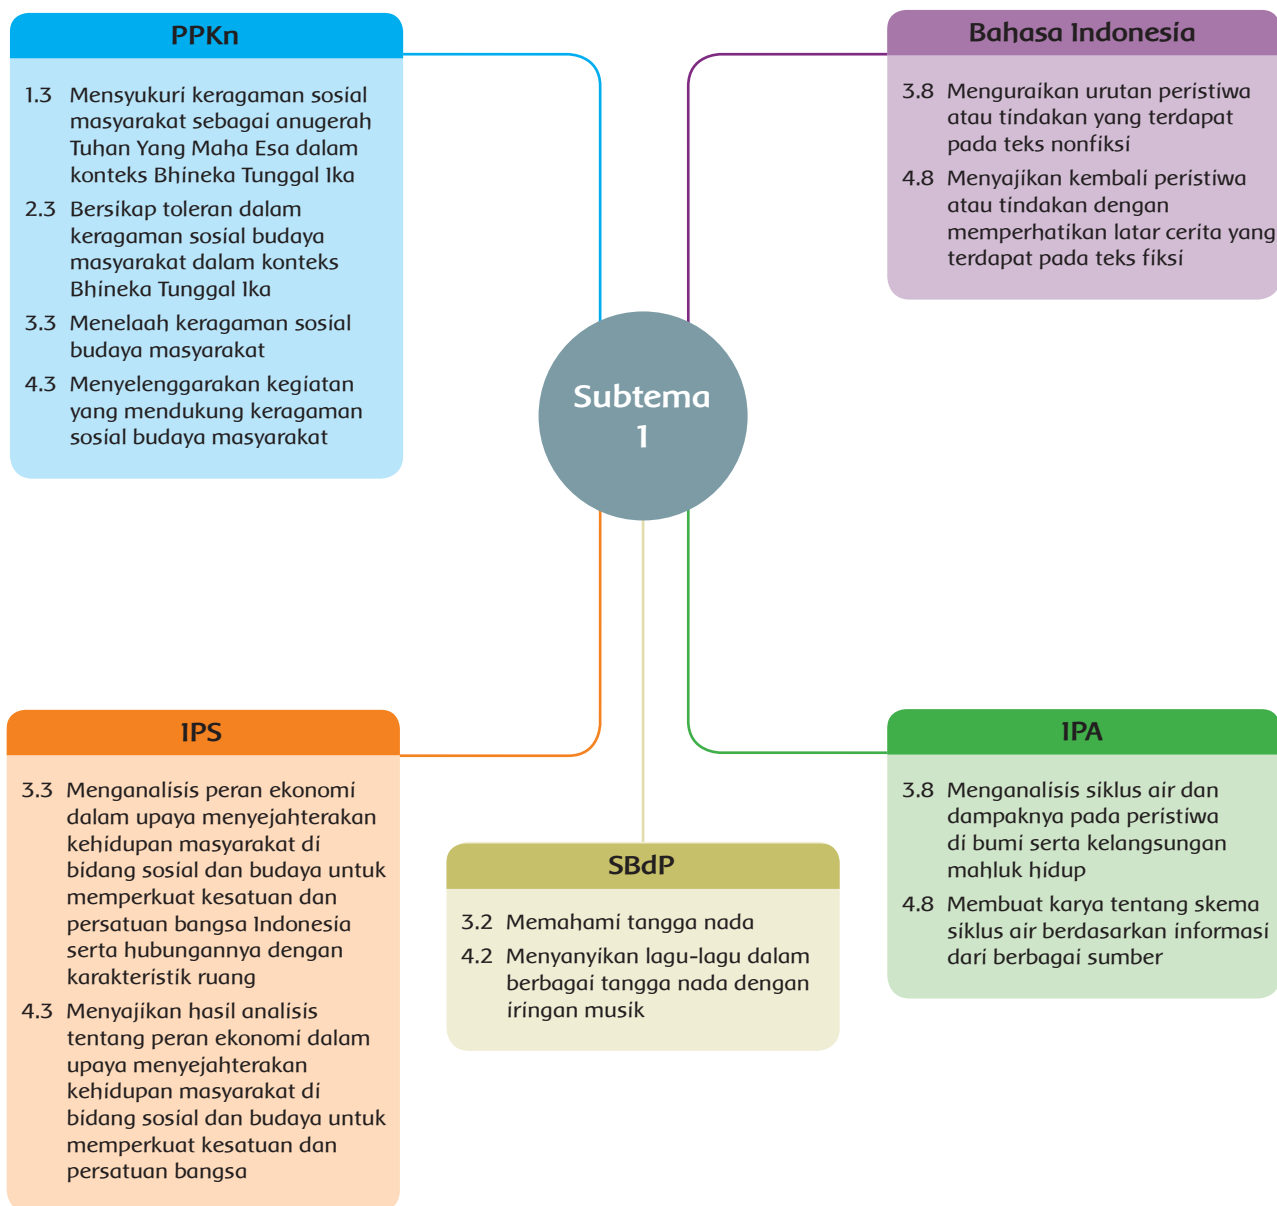 PPKn
1.3 Mensyukuri keragaman sosial
masyarakat sebagai anugerah
Tuhan Yang Maha Esa dalam
konteks Bhineka Tunggal Ika
2.3 Bersikap toleran dalam
keragaman sosial budaya
masyarakat dalam konteks
Bhineka Tunggal Ika
3.3 Menelaah keragaman sosial
budaya masyarakat
4.3 Menyelenggarakan kegiatan
yang mendukung keragaman
sosial budaya masyarakat
Bahasa Indonesia
3.8 Menguraikan urutan peristiwa
atau tindakan yang terdapat
pada teks nonfiksi
4.8 Menyajikan kembali peristiwa
atau tindakan dengan
memperhatikan latar cerita yang
terdapat pada teks fiksi
Subtema
1
IPS
3.3 Menganalisis peran ekonomi
dalam upaya menyejahterakan
kehidupan masyarakat di
bidang sosial dan budaya untuk
memperkuat kesatuan dan
persatuan bangsa Indonesia
serta hubungannya dengan
karakteristik ruang
4.3 Menyajikan hasil analisis
tentang peran ekonomi dalam
upaya menyejahterakan
kehidupan masyarakat di
bidang sosial dan budaya untuk
memperkuat kesatuan dan
persatuan bangsa
SBdP
3.2 Memahami tangga nada
4.2 Menyanyikan lagu-lagu dalam
berbagai tangga nada dengan
iringan musik
IPA
3.8 Menganalisis siklus air dan
dampaknya pada peristiwa
di bumi serta kelangsungan
mahluk hidup
4.8 Membuat karya tentang skema
siklus air berdasarkan informasi
dari berbagai sumber